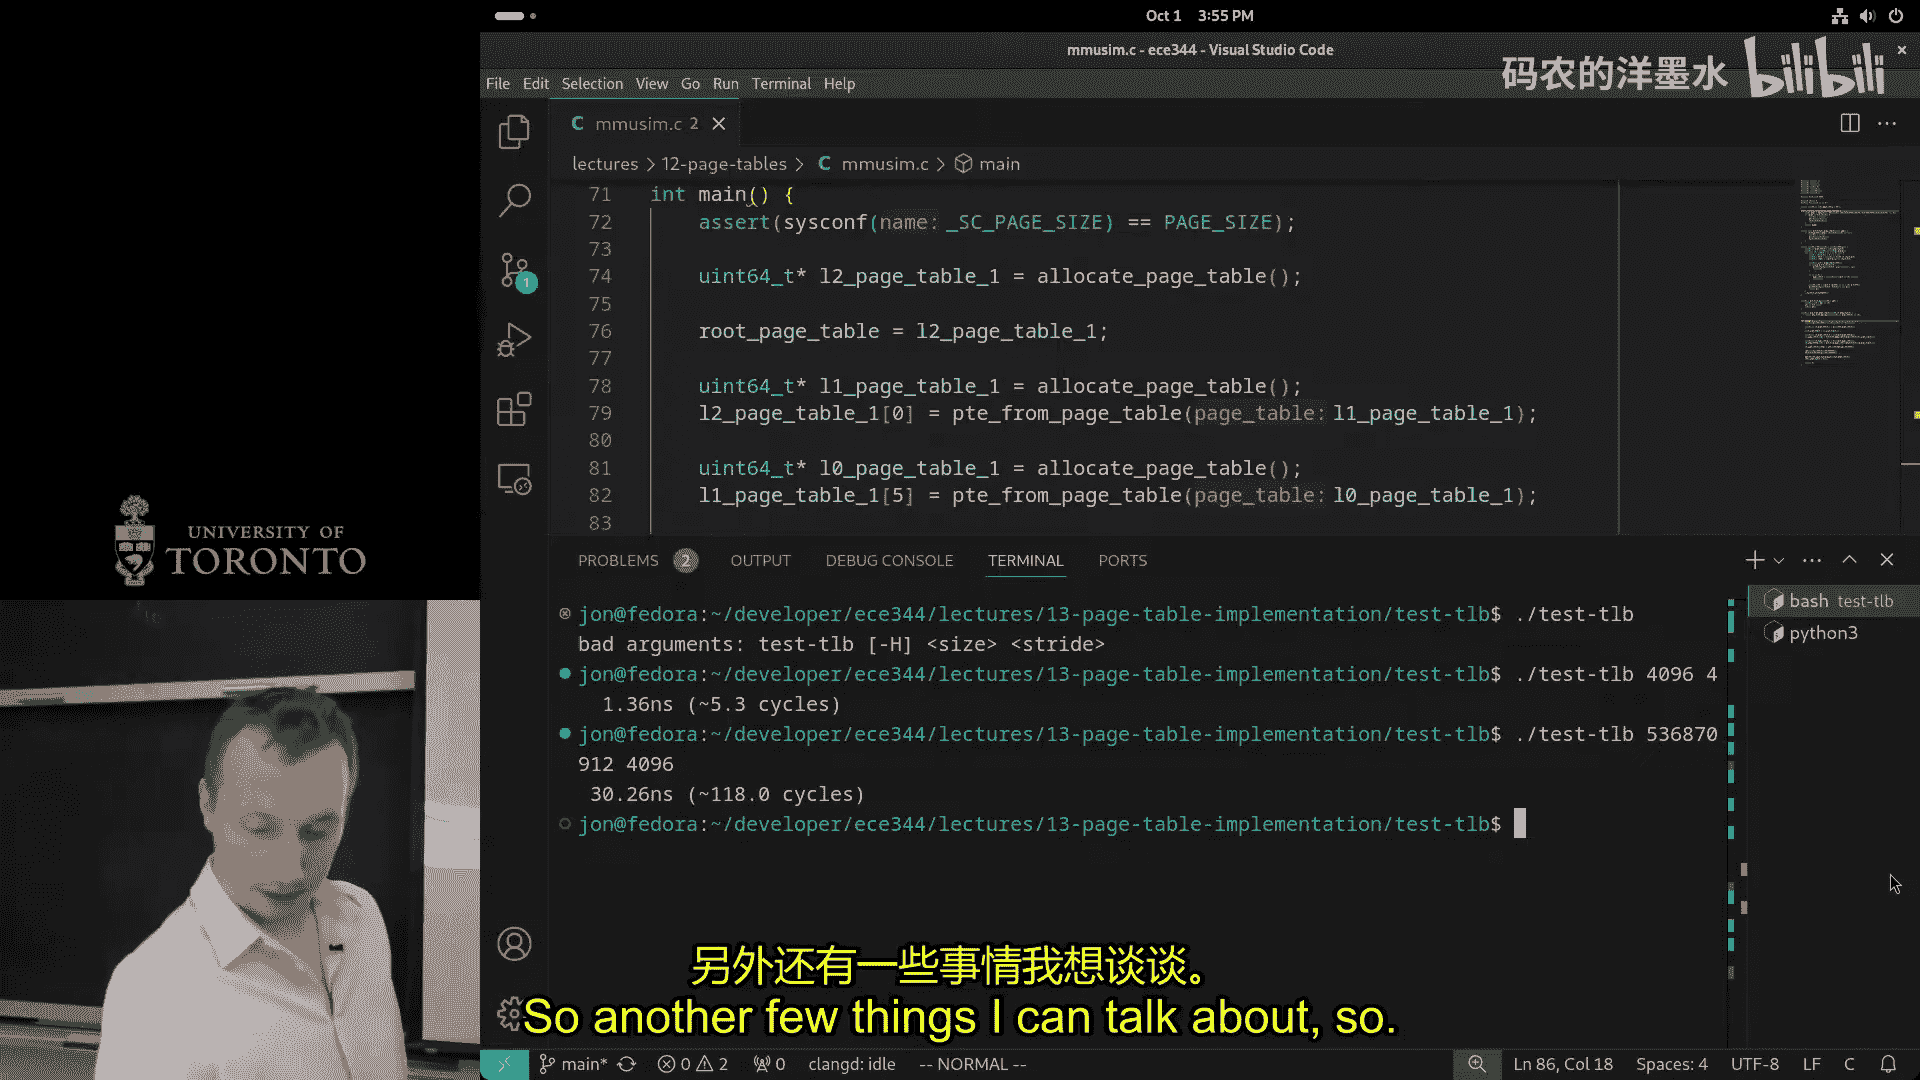 Oct 1 3:55 PM
mmusim.c - ece344 - Visual Studio Code
码农的洋墨水 bilibili
File Edit Selection View Go Run Terminal Help
C mmusim.c 2
lectures > 12-page-tables > C mmusim.c > main
71 int main() {
72 assert(sysconf(name: _SC_PAGE_SIZE) == PAGE_SIZE);
73
74 uint64_t* l2_page_table_1 = allocate_page_table();
75
76 root_page_table = l2_page_table_1;
77
78 uint64_t* l1_page_table_1 = allocate_page_table();
79 l2_page_table_1[0] = pte_from_page_table(page_table: l1_page_table_1);
80
81 uint64_t* l0_page_table_1 = allocate_page_table();
82 l1_page_table_1[5] = pte_from_page_table(page_table: l0_page_table_1);
83
1
UNIVERSITY OF
TORONTO
PROBLEMS 2 OUTPUT DEBUG CONSOLE TERMINAL PORTS
jon@fedora:~/developer/ece344/lectures/13-page-table-implementation/test-tlb$ ./test-tlb
bad arguments: test-tlb [-H] <size> <stride>
jon@fedora:~/developer/ece344/lectures/13-page-table-implementation/test-tlb$ ./test-tlb 4096 4
1.36ns (~5.3 cycles)
jon@fedora:~/developer/ece344/lectures/13-page-table-implementation/test-tlb$ ./test-tlb 536870
912 4096
30.26ns (~118.0 cycles)
jon@fedora:~/developer/ece344/lectures/13-page-table-implementation/test-tlb$
bash test-tlb
python3
另外还有一些事情我想谈谈。
So another few things I can talk about, so.
main* 0 2 0 clangd: idle -- NORMAL -- Ln 86, Col 18 Spaces: 4 UTF-8 LF C